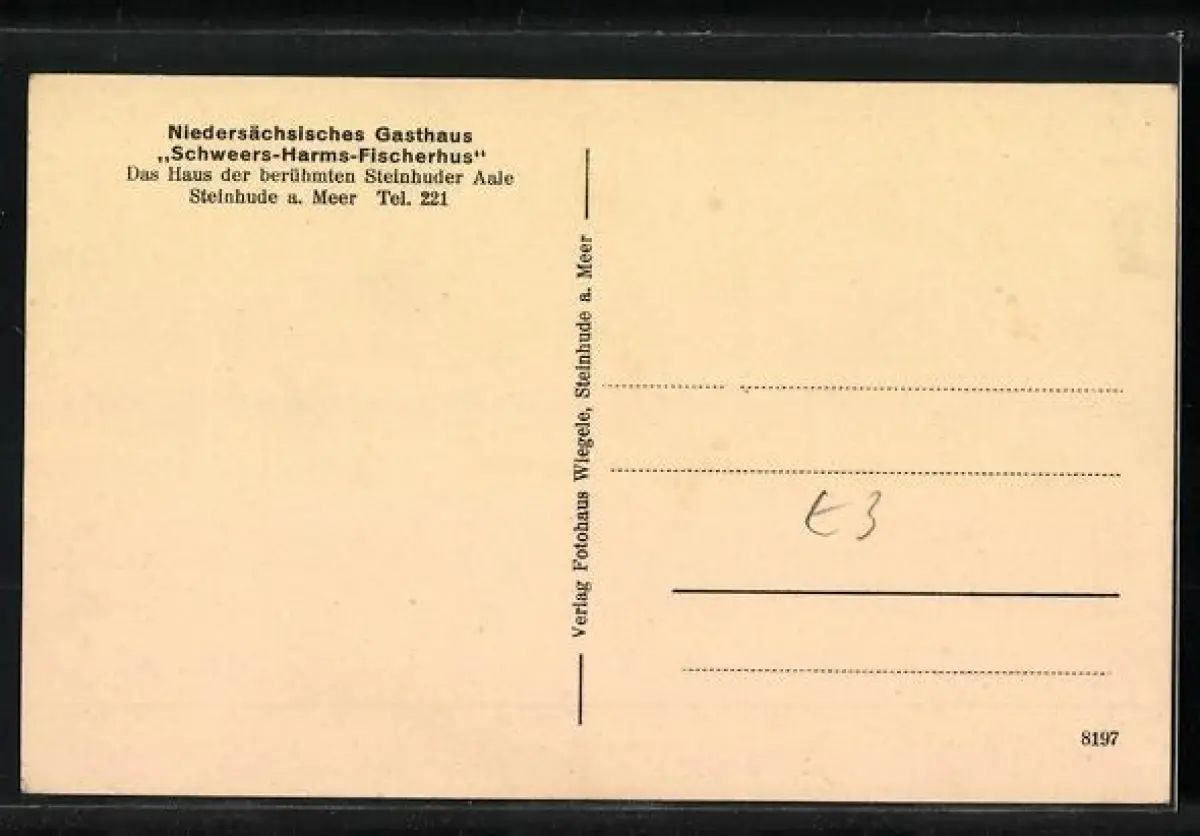 Niedersächsisches Gasthaus
„Schweers-Harms-Fischerhus"
Das Haus der berühmten Steinhuder Aale
Steinhude a. Meer Tel. 221
Verlag Fotohaus Wiegele, Steinhude a. Meer
t3
8197